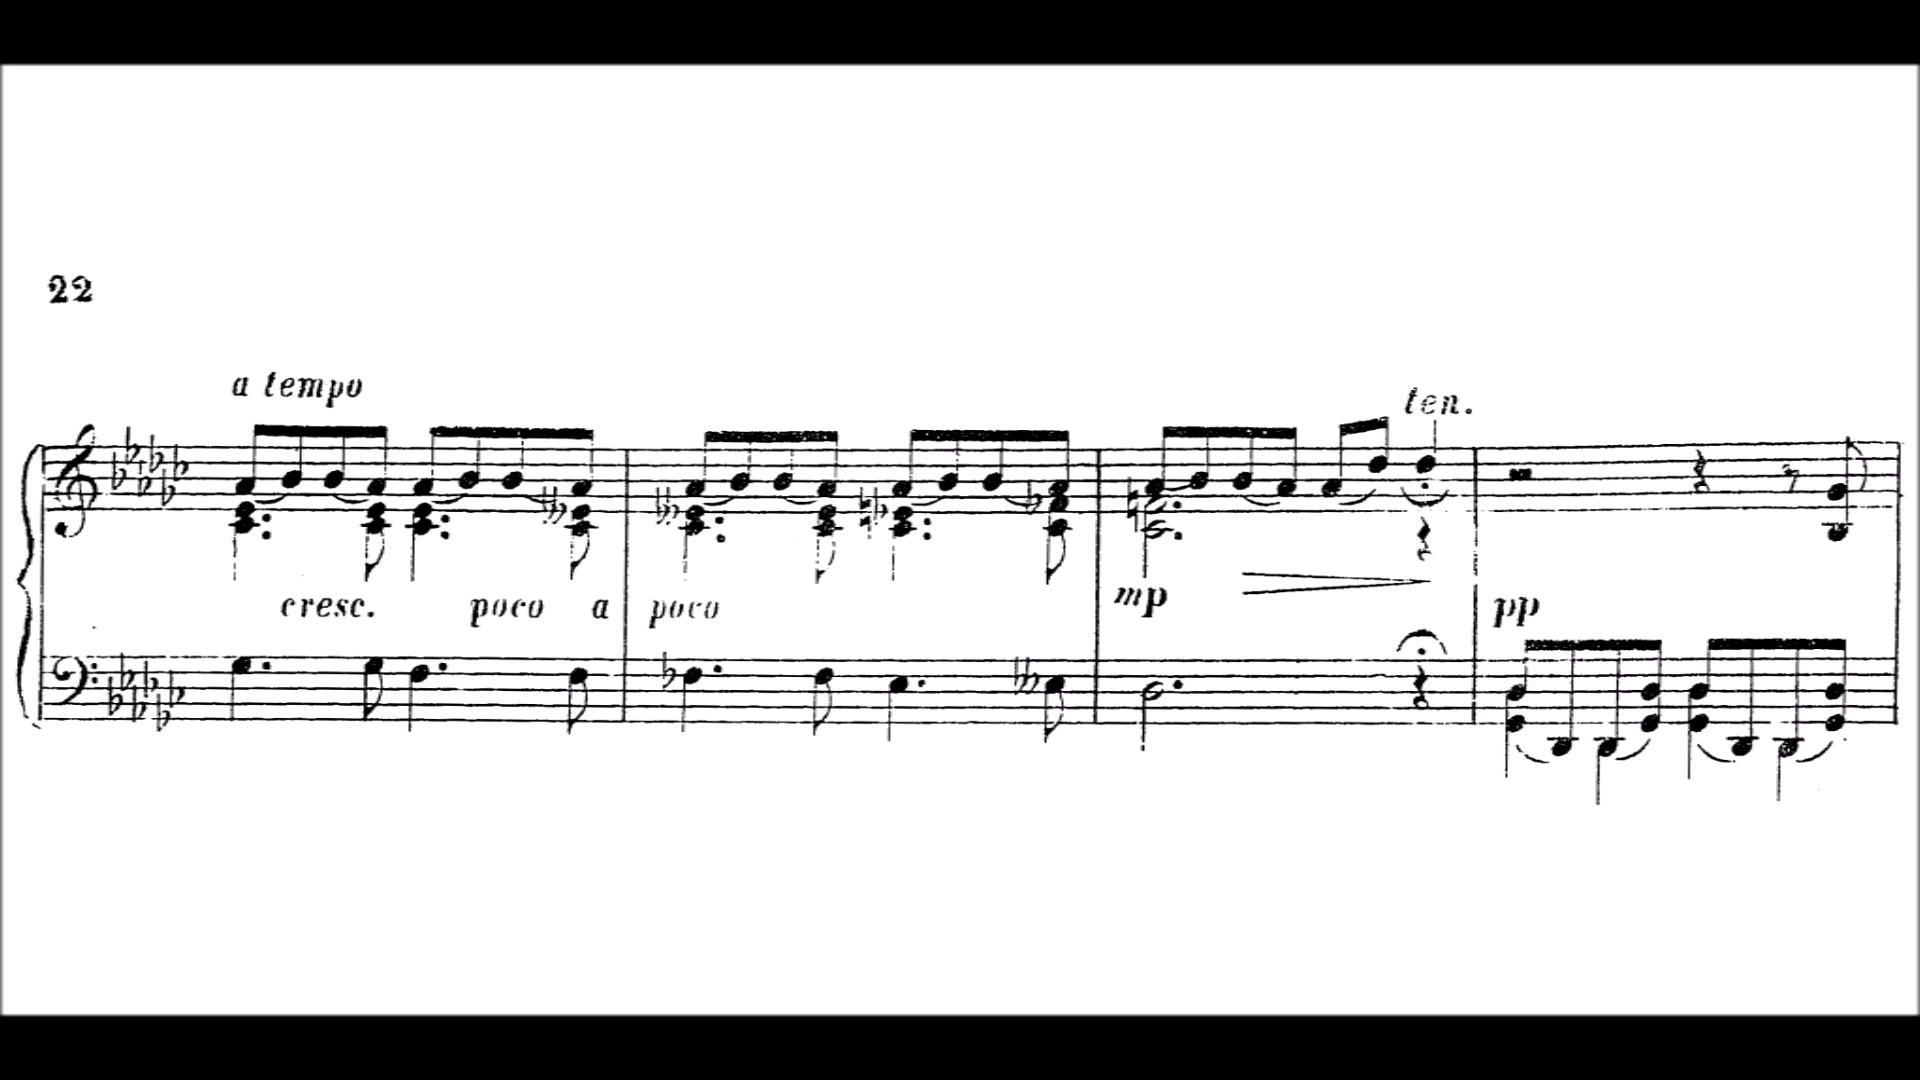 22
a tempo
ten.
cresc. poco a poco
mp
pp